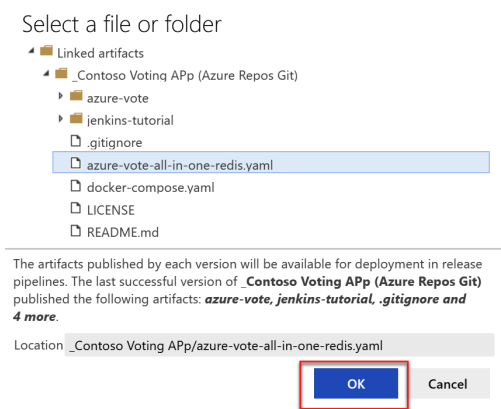 Select a file or folder
Linked artifacts
_Contoso Voting APp (Azure Repos Git)
azure-vote
jenkins-tutorial
.gitignore
azure-vote-all-in-one-redis.yaml
docker-compose.yaml
LICENSE
README.md
The artifacts published by each version will be available for deployment in release
pipelines. The last successful version of _Contoso Voting APp (Azure Repos Git)
published the following artifacts: azure-vote, jenkins-tutorial, .gitignore and
4 more.
Location _Contoso Voting APp/azure-vote-all-in-one-redis.yaml
OK Cancel